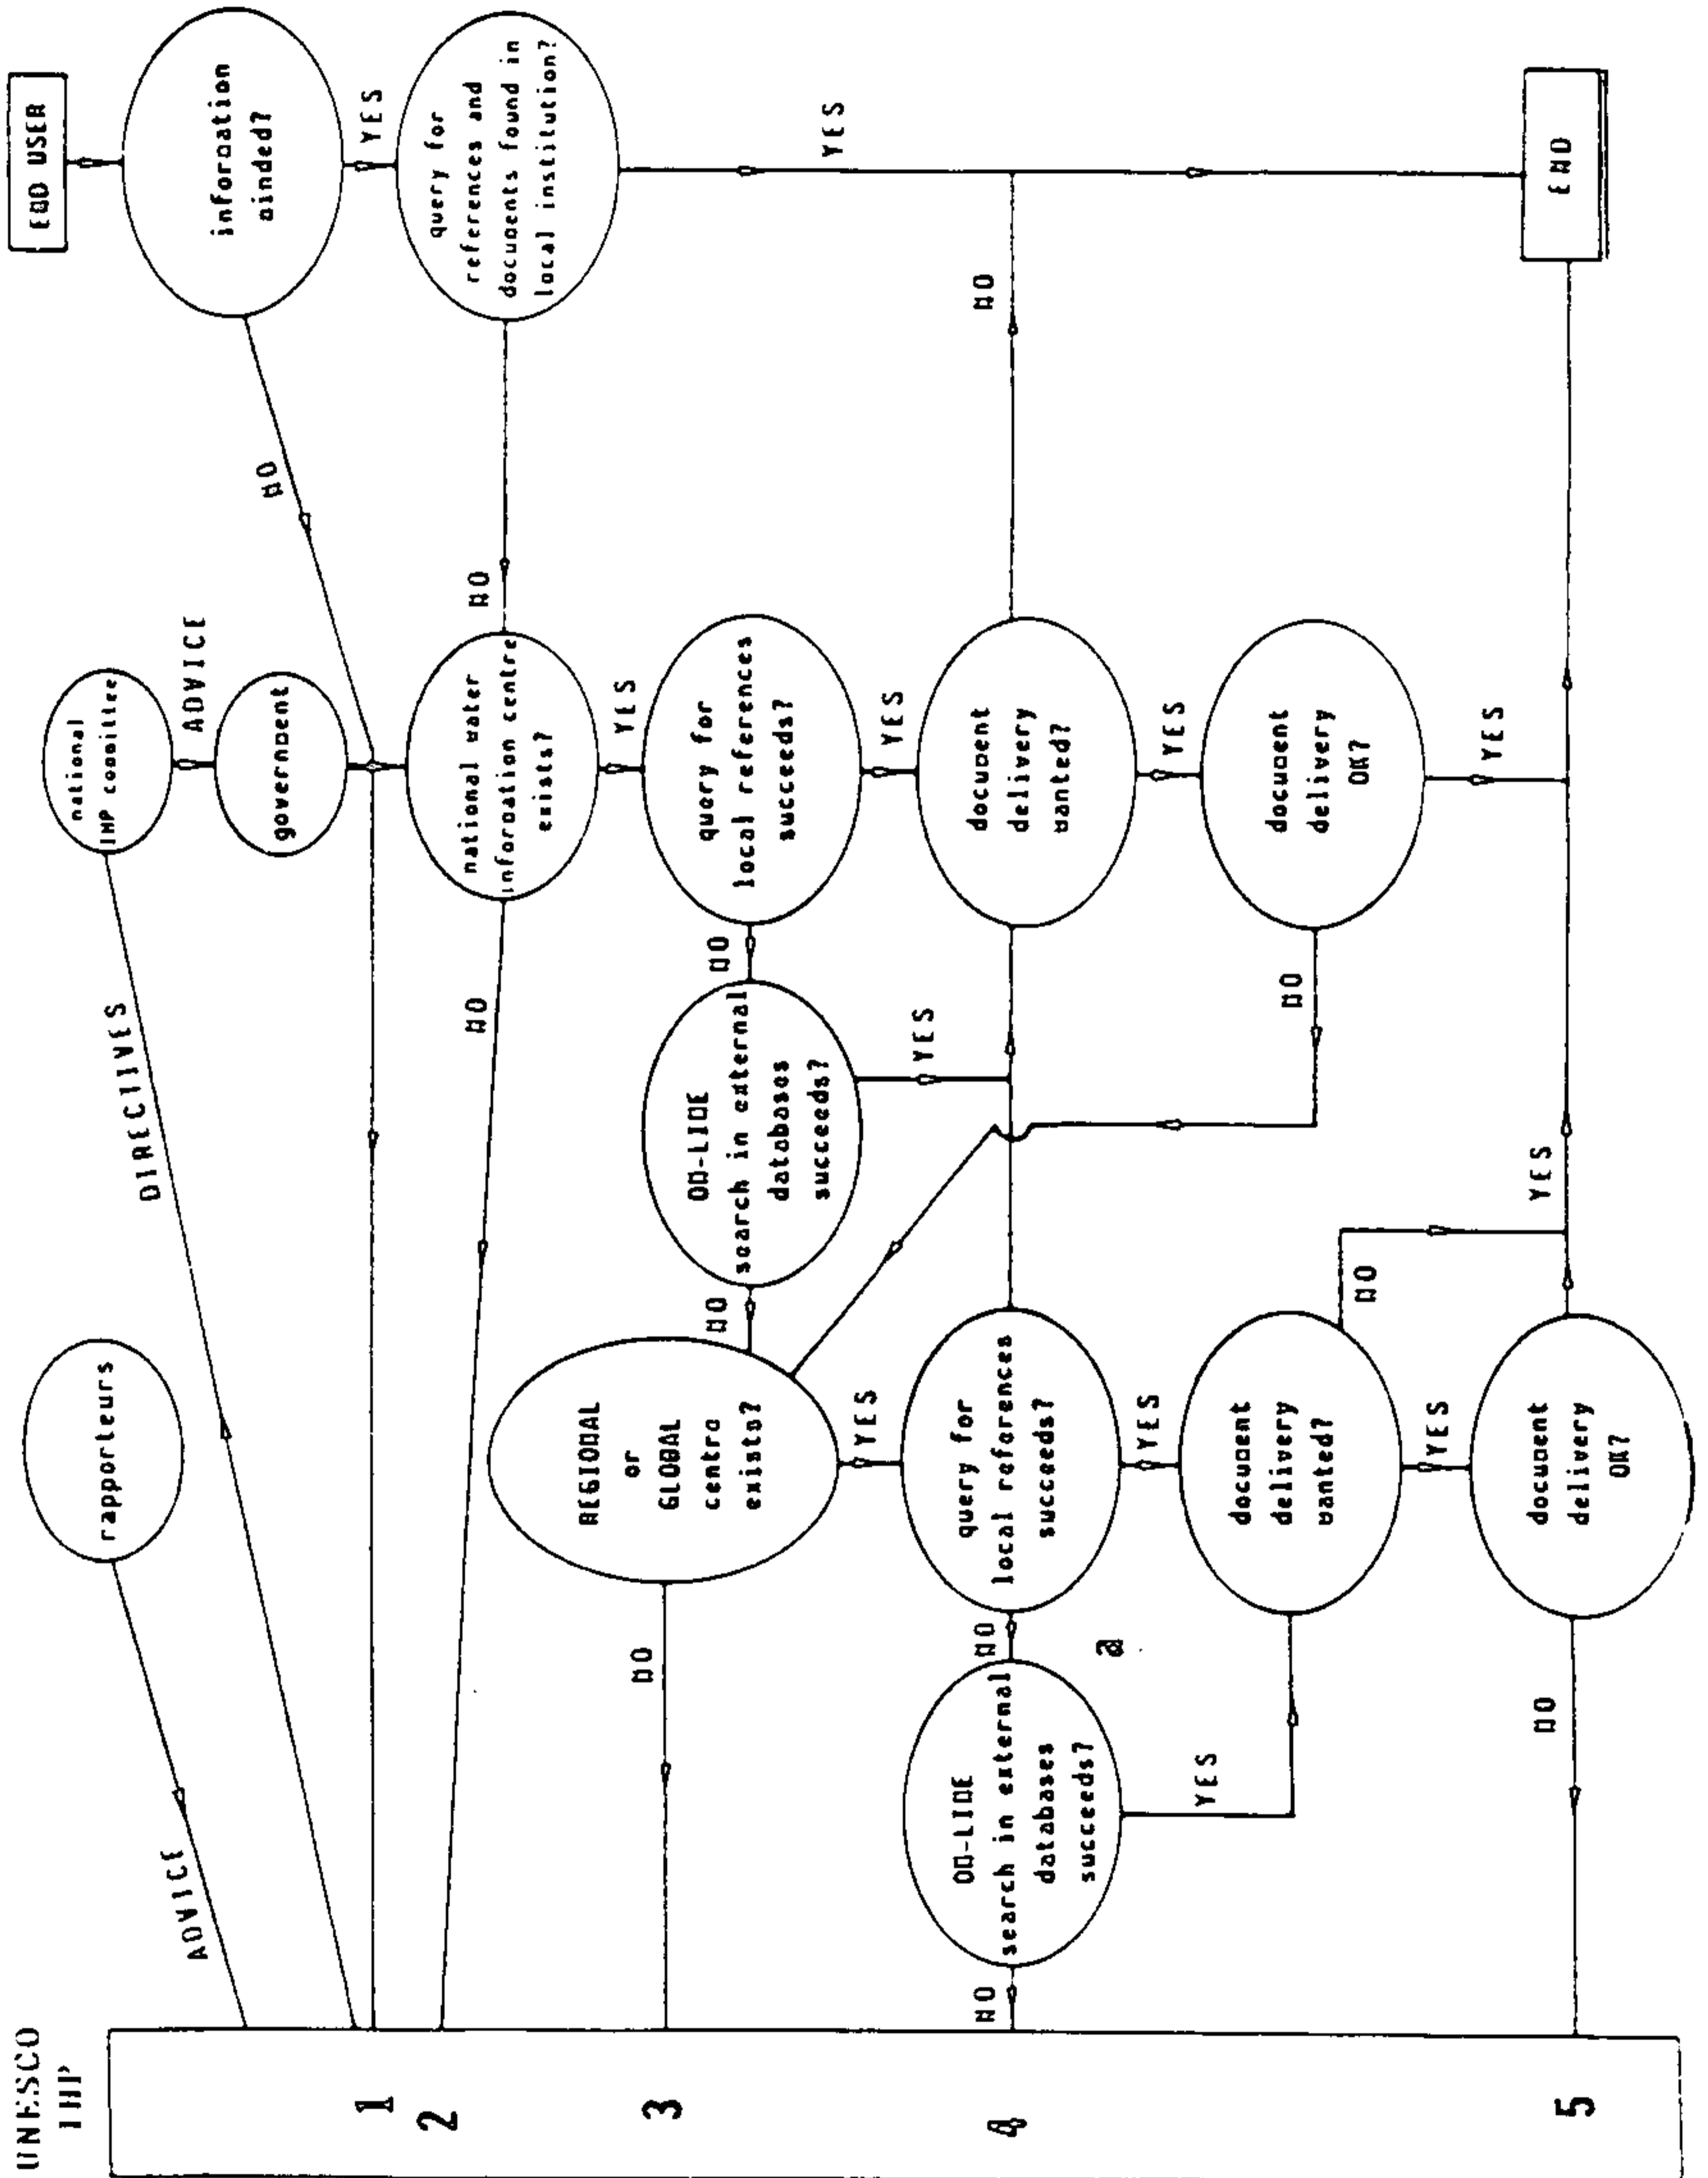 UNESCO
IHP
rapporteurs
national
IHP committee
END USER
ADVICE
DIRECTIVES
ADVICE
government
information
minded?
NO
1
2
YES
NO
NO
national water
information centre
exists?
query for
references and
documents found in
local institution?
3
NO
REGIONAL
or
GLOBAL
centre
exists?
NO
ON-LINE
search in external
databases
succeeds?
NO
YES
query for
local references
succeeds?
YES
YES
YES
YES
4
NO
ON-LINE
search in external
databases
succeeds?
NO
query for
local references
succeeds?
document
delivery
wanted?
NO
a
YES
YES
YES
document
delivery
wanted?
NO
NO
document
delivery
OK?
YES
YES
YES
5
NO
document
delivery
OK?
END